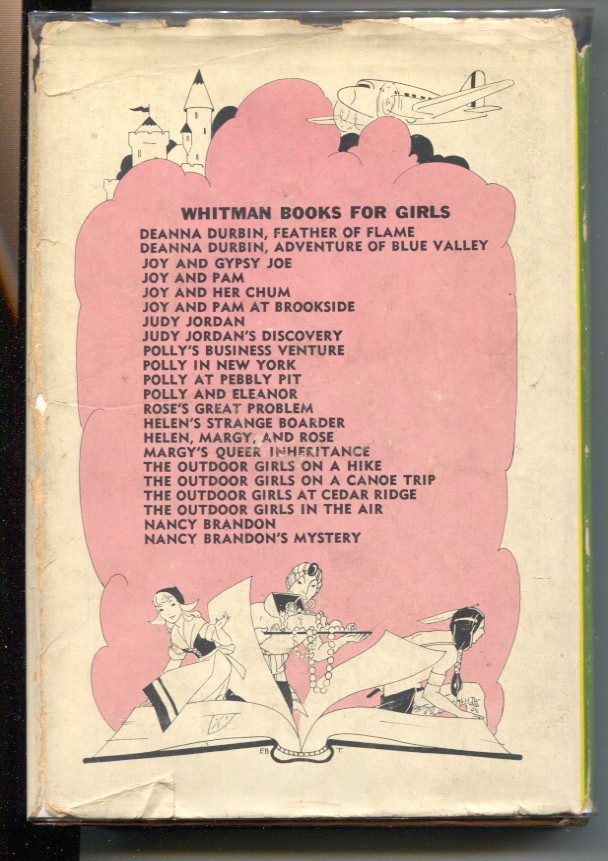 WHITMAN BOOKS FOR GIRLS
DEANNA DURBIN, FEATHER OF FLAME
DEANNA DURBIN, ADVENTURE OF BLUE VALLEY
JOY AND GYPSY JOE
JOY AND PAM
JOY AND HER CHUM
JOY AND PAM AT BROOKSIDE
JUDY JORDAN
JUDY JORDAN'S DISCOVERY
POLLY'S BUSINESS VENTURE
POLLY IN NEW YORK
POLLY AT PEBBLY PIT
POLLY AND ELEANOR
ROSE'S GREAT PROBLEM
HELEN'S STRANGE BOARDER
HELEN, MARGY, AND ROSE
MARGY'S QUEER INHERITANCE
THE OUTDOOR GIRLS ON A HIKE
THE OUTDOOR GIRLS ON A CANOE TRIP
THE OUTDOOR GIRLS AT CEDAR RIDGE
THE OUTDOOR GIRLS IN THE AIR
NANCY BRANDON
NANCY BRANDON'S MYSTERY
EB T.